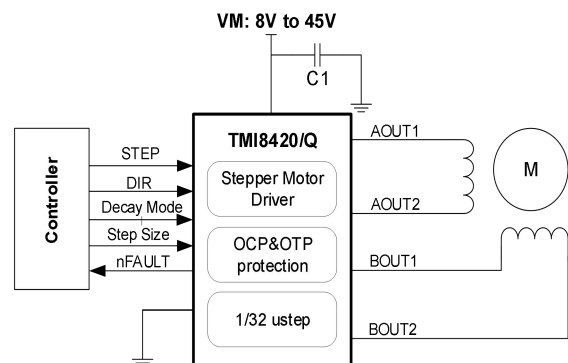 VM: 8V to 45V
C1
TMI8420/Q
Controller
STEP
DIR
Decay Mode
Step Size
nFAULT
Stepper Motor
Driver
OCP&OTP
protection
1/32 ustep
AOUT1
AOUT2
BOUT1
BOUT2
M